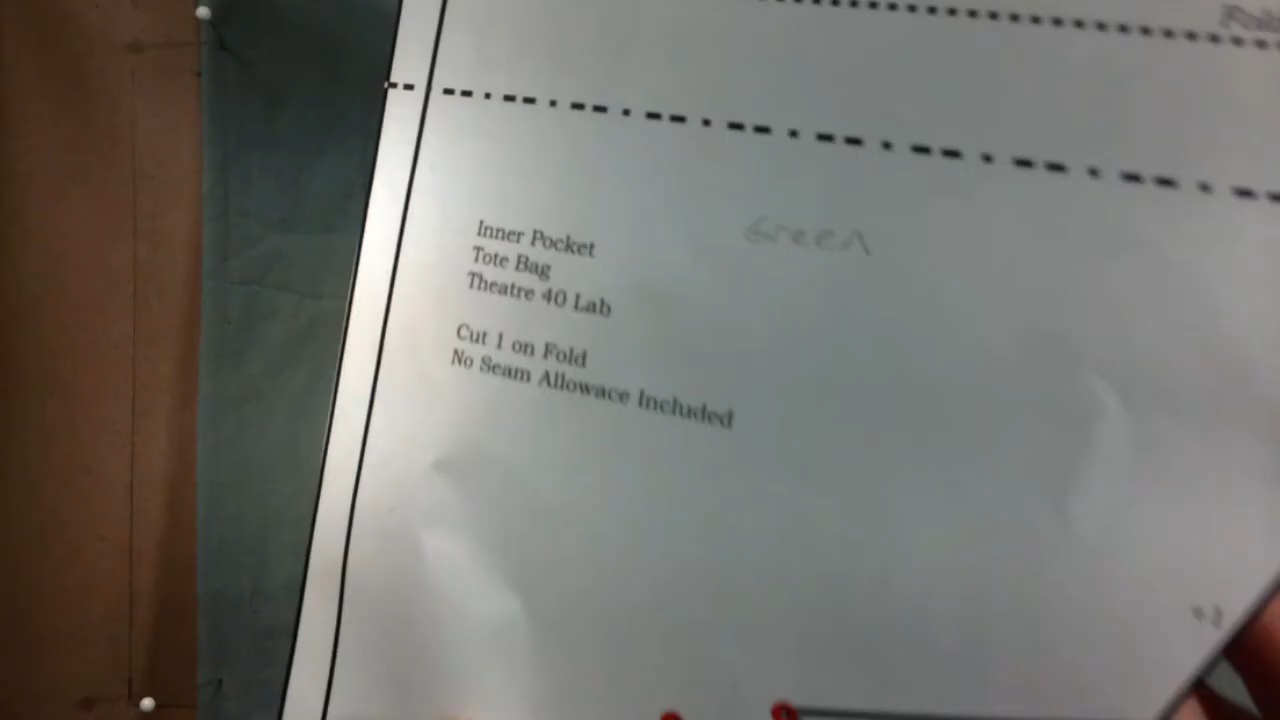 Green
Inner Pocket
Tote Bag
Theatre 40 Lab
Cut 1 on Fold
No Seam Allowace Included